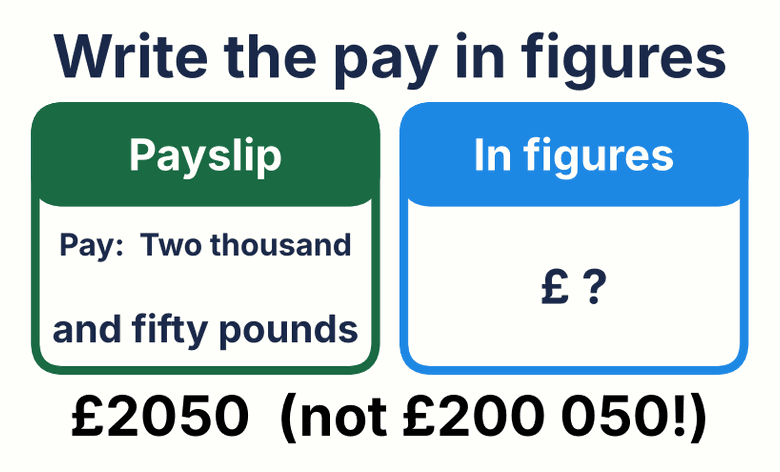 Write the pay in figures
Payslip
Pay: Two thousand
and fifty pounds
In figures
£ ?
£2050 (not £200 050!)